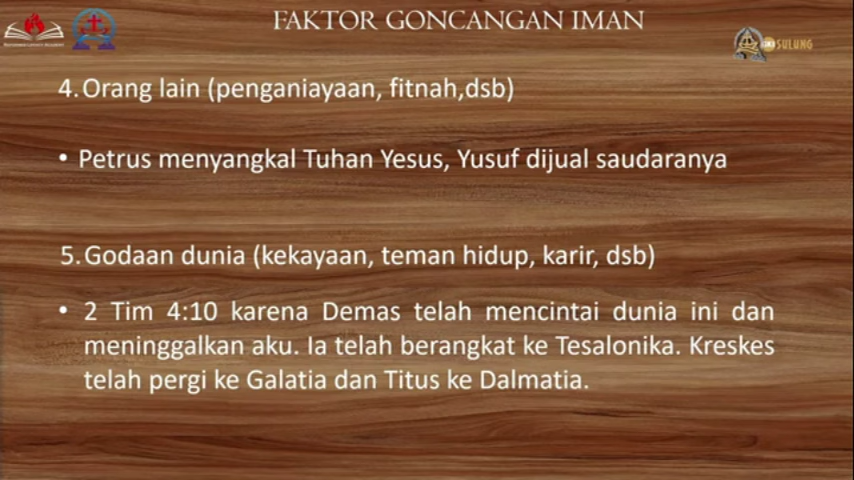 FAKTOR GONCANGAN IMAN
SULUNG
4. Orang lain (penganiayaan, fitnah,dsb)
• Petrus menyangkal Tuhan Yesus, Yusuf dijual saudaranya
5. Godaan dunia (kekayaan, teman hidup, karir, dsb)
• 2 Tim 4:10 karena Demas telah mencintai dunia ini dan
meninggalkan aku. Ia telah berangkat ke Tesalonika. Kreskes
telah pergi ke Galatia dan Titus ke Dalmatia.